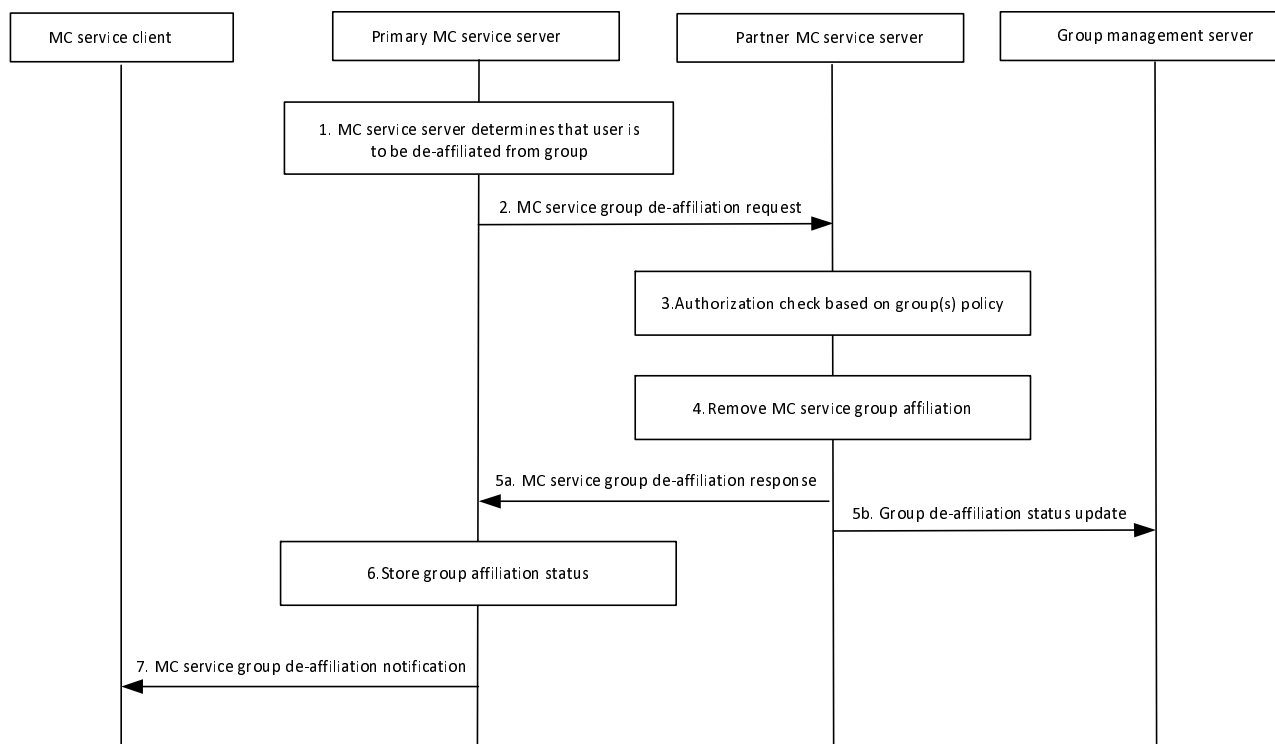 MC service client
Primary MC service server
Partner MC service server
Group management server
1. MC service server determines that user is
to be de-affiliated from group
2. MC service group de-affiliation request
3.Authorization check based on group(s) policy
4.Remove MC service group affiliation
5a. MC service group de-affiliation response
5b. Group de-affiliation status update
6.Store group affiliation status
7. MC service group de-affiliation notification